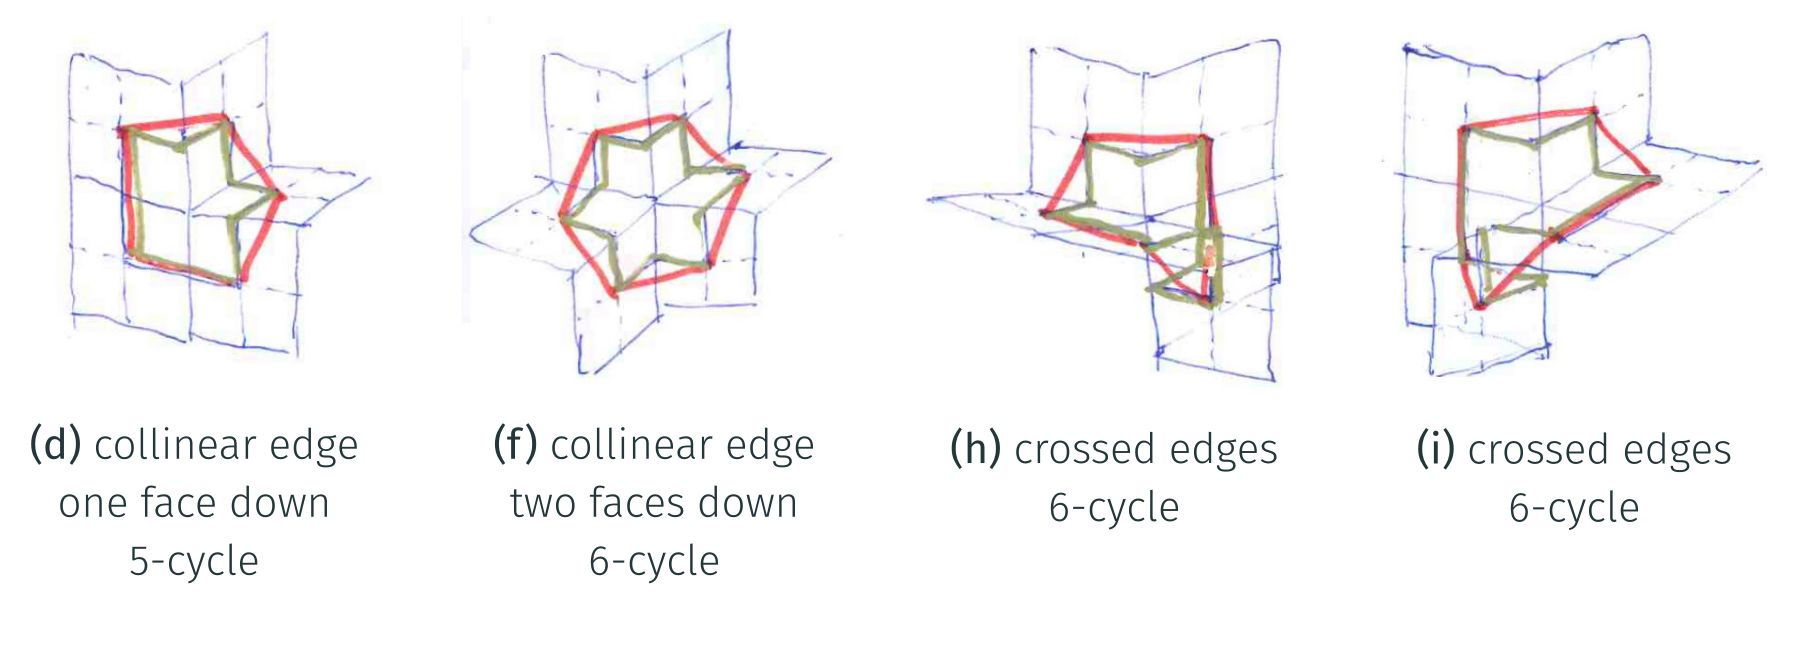 (d) collinear edge
one face down
5-cycle
(f) collinear edge
two faces down
6-cycle
(h) crossed edges
6-cycle
(i) crossed edges
6-cycle